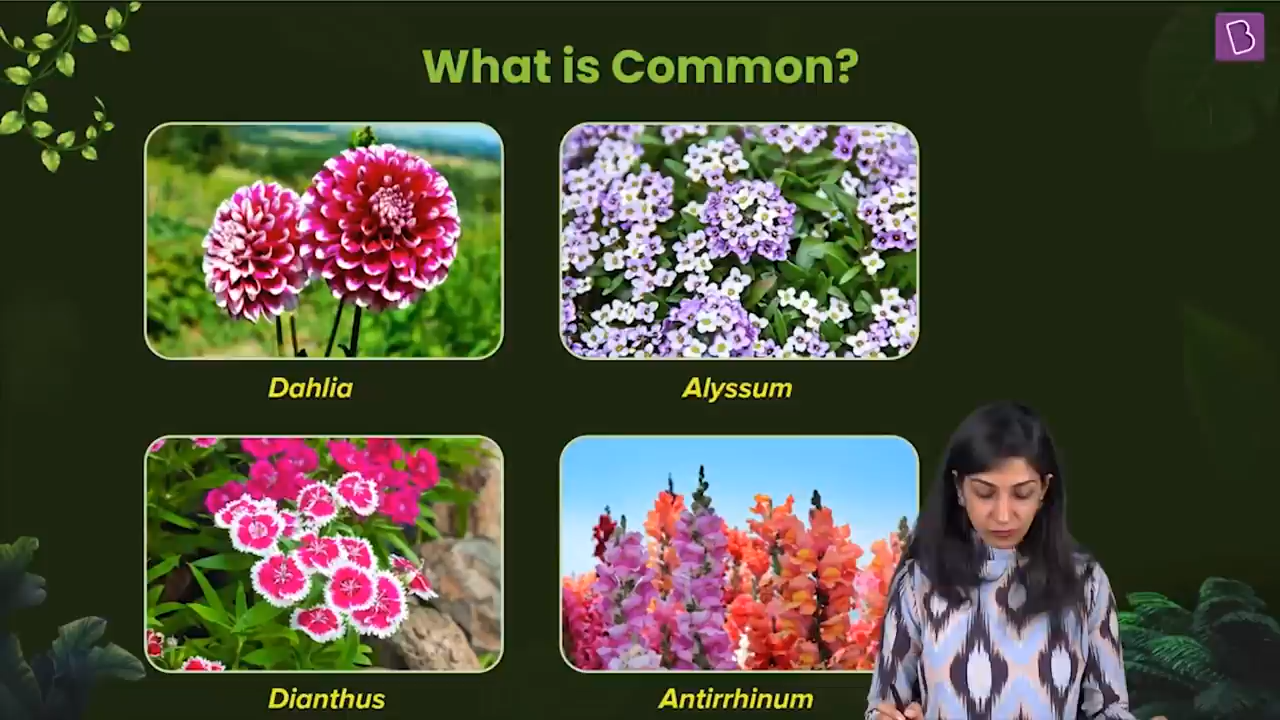 What is Common?
Dahlia
Alyssum
Dianthus
Antirrhinum